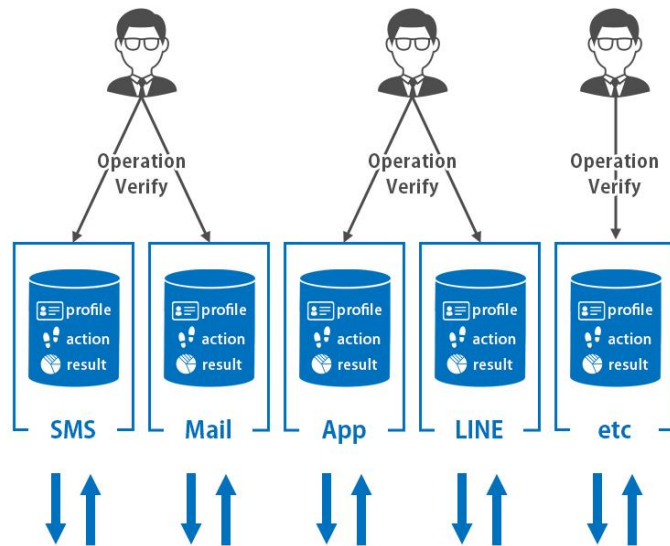 Operation
Verify
Operation
Verify
Operation
Verify
profile
action
result
SMS
profile
action
result
Mail
profile
action
result
App
profile
action
result
LINE
profile
action
result
etc